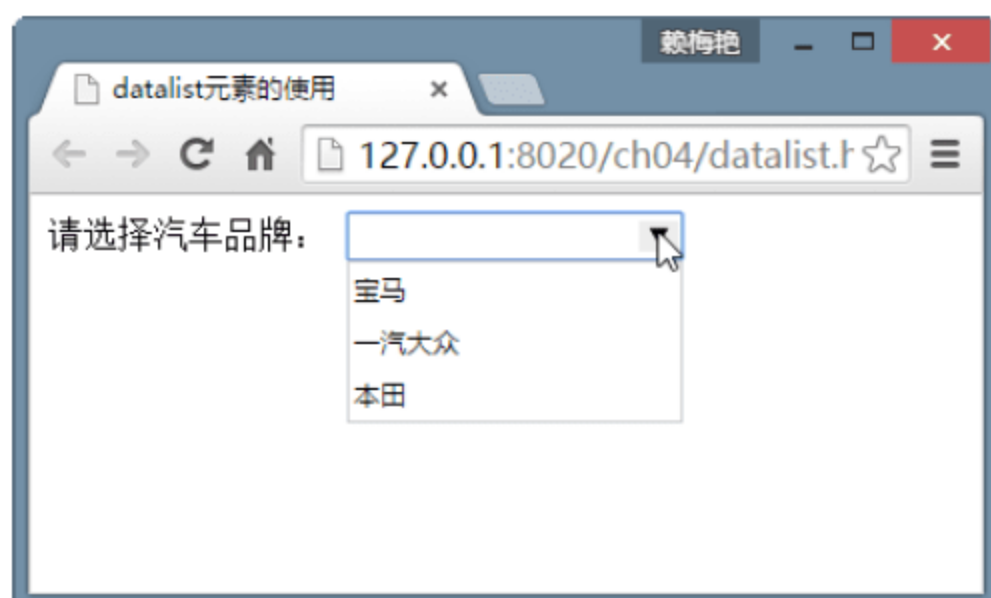 赖梅艳
datalist元素的使用
127.0.0.1:8020/ch04/datalist.h
请选择汽车品牌：
宝马
一汽大众
本田